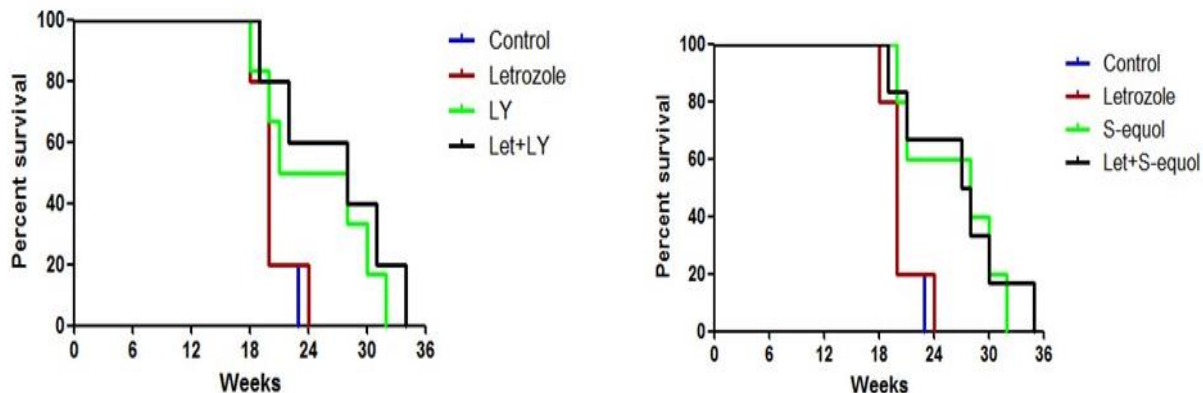 100
80
60
40
20
0
Percent survival
0 6 12 18 24 30 36
Weeks
Control
Letrozole
LY
Let+LY
100
80
60
40
20
0
Percent survival
0 6 12 18 24 30 36
Weeks
Control
Letrozole
S-equol
Let+S-equol